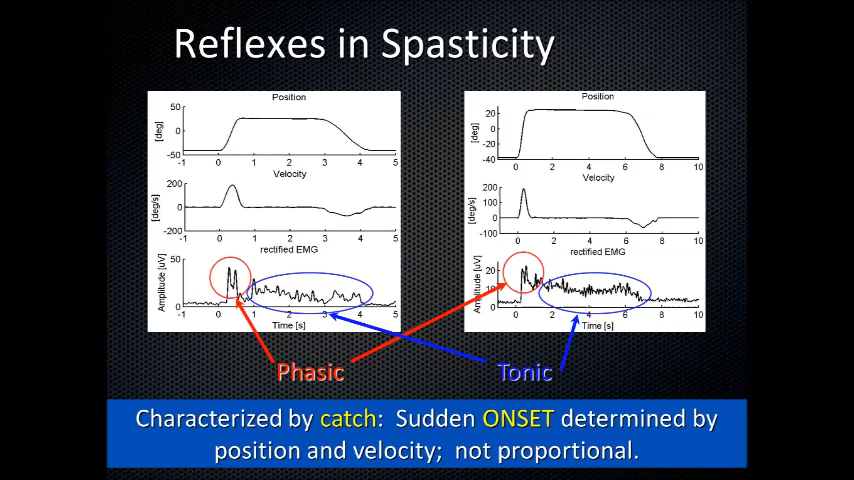 Reflexes in Spasticity
Position
50
0
-50
[deg]
-1 0 1 2 3 4 5
Velocity
200
0
-200
[deg/s]
-1 0 1 2 3 4 5
rectified EMG
50
0
Amplitude [uV]
-1 0 1 2 3 4 5
Time [s]
Position
20
0
-20
-40
[deg]
0 2 4 6 8 10
Velocity
200
100
0
-100
[deg/s]
0 2 4 6 8 10
rectified EMG
20
10
0
Amplitude [uV]
0 2 4 6 8 10
Time [s]
Phasic
Tonic
Characterized by catch: Sudden ONSET determined by
position and velocity; not proportional.